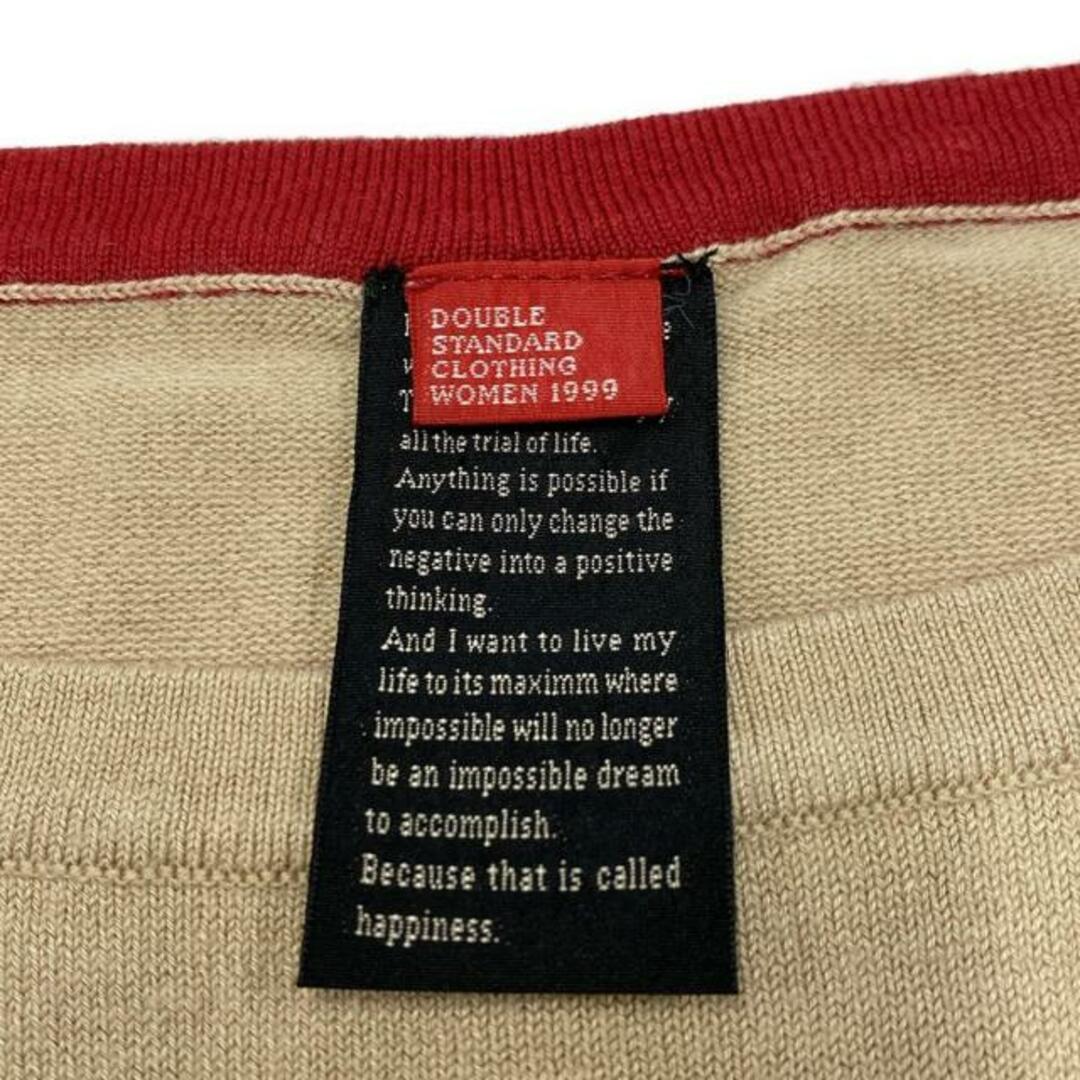 DOUBLE
STANDARD
CLOTHING
WOMEN 1999
all the trial of life.
Anything is possible if
you can only change the
negative into a positive
thinking.
And I want to live my
life to its maximm where
impossible will no longer
be an impossible dream
to accomplish.
Because that is called
happiness.